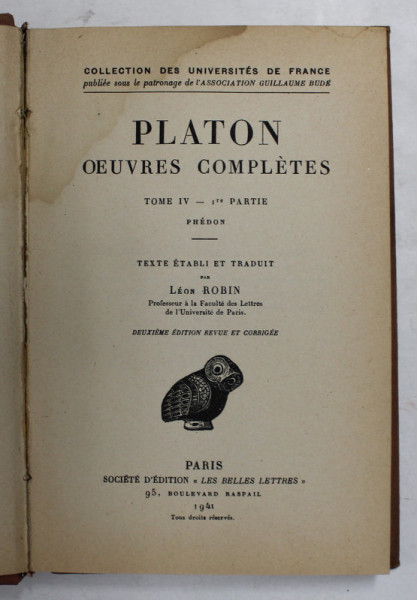 COLLECTION DES UNIVERSITÉS DE FRANCE
publiée sous le patronage de l'ASSOCIATION GUILLAUME BUDÉ
PLATON
OEUVRES COMPLÈTES
TOME IV — 1re PARTIE
PHÉDON
TEXTE ÉTABLI ET TRADUIT
PAR
LÉON ROBIN
Professeur à la Faculté des Lettres
de l'Université de Paris.
DEUXIÈME ÉDITION REVUE ET CORRIGÉE
PARIS
SOCIÉTÉ D'ÉDITION « LES BELLES LETTRES »
95, BOULEVARD RASPAIL
1941
Tous droits réservés.